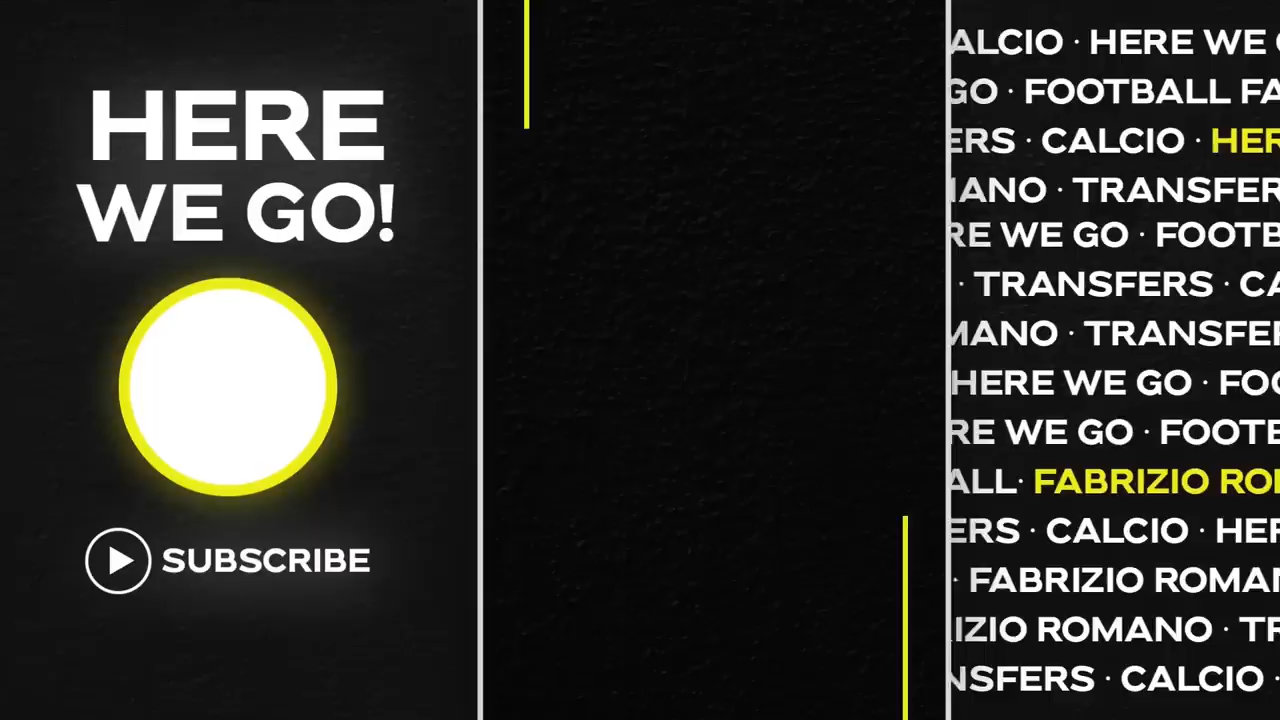 HERE
WE GO!
SUBSCRIBE
ALCIO · HERE WE
GO · FOOTBALL FA
ERS · CALCIO · HER
MANO · TRANSFER
RE WE GO · FOOTB
· TRANSFERS · CA
MANO · TRANSFE
HERE WE GO · FOO
RE WE GO · FOOTB
ALL· FABRIZIO RO
ERS · CALCIO · HER
· FABRIZIO ROMAN
IZIO ROMANO · TR
NSFERS · CALCIO ·